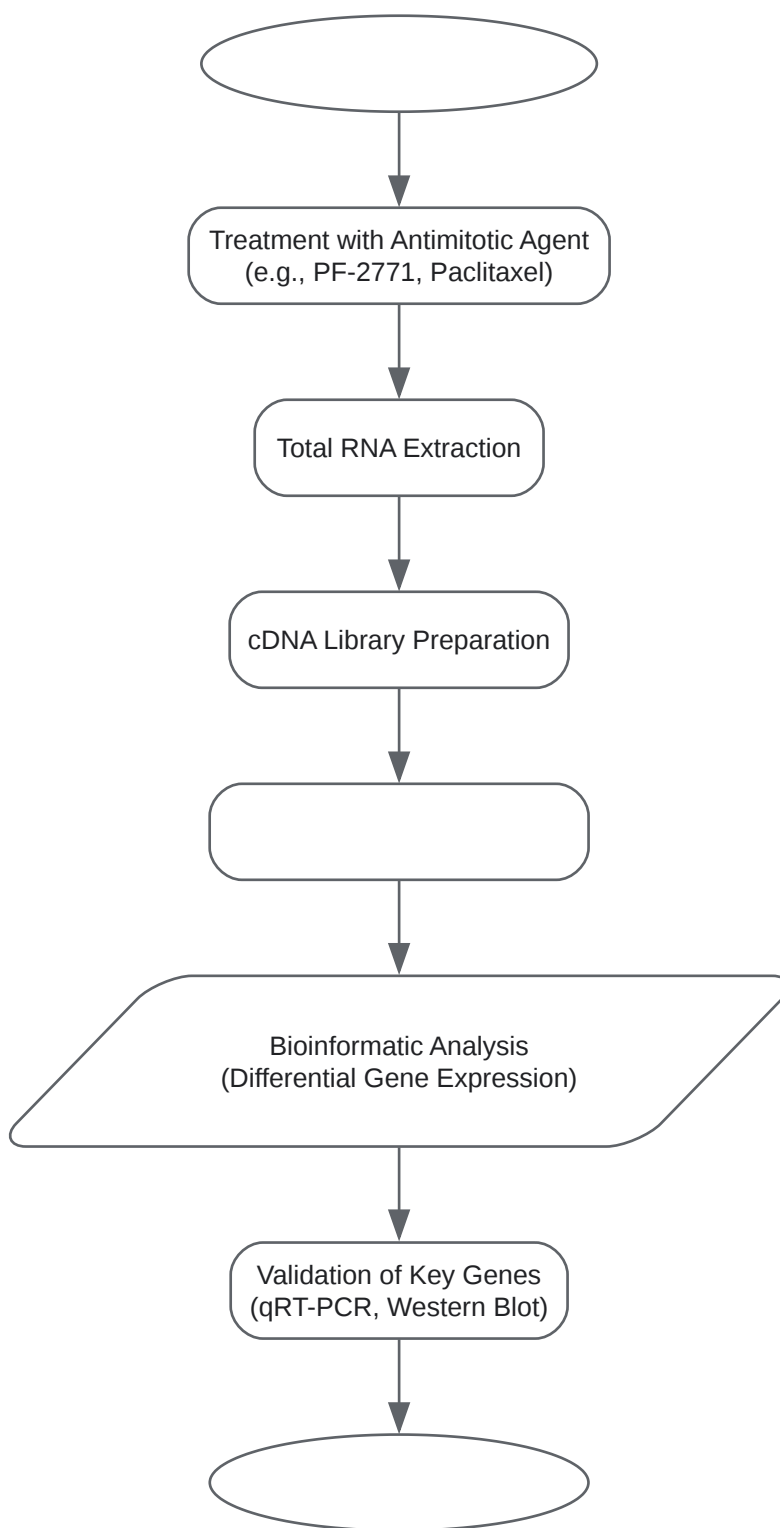 Treatment with Antimitotic Agent
(e.g., PF-2771, Paclitaxel)
Total RNA Extraction
cDNA Library Preparation
Bioinformatic Analysis
(Differential Gene Expression)
Validation of Key Genes
(qRT-PCR, Western Blot)